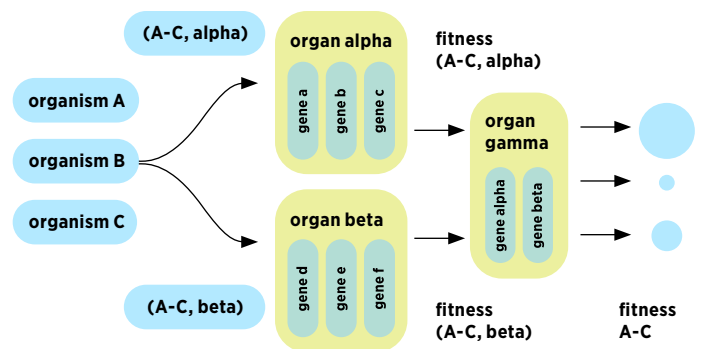 (A-C, alpha)
organism A
organism B
organism C
(A-C, beta)
organ alpha
gene a
gene b
gene c
organ beta
gene d
gene e
gene f
fitness
(A-C, alpha)
organ
gamma
gene alpha
gene beta
fitness
(A-C, beta)
fitness
A-C